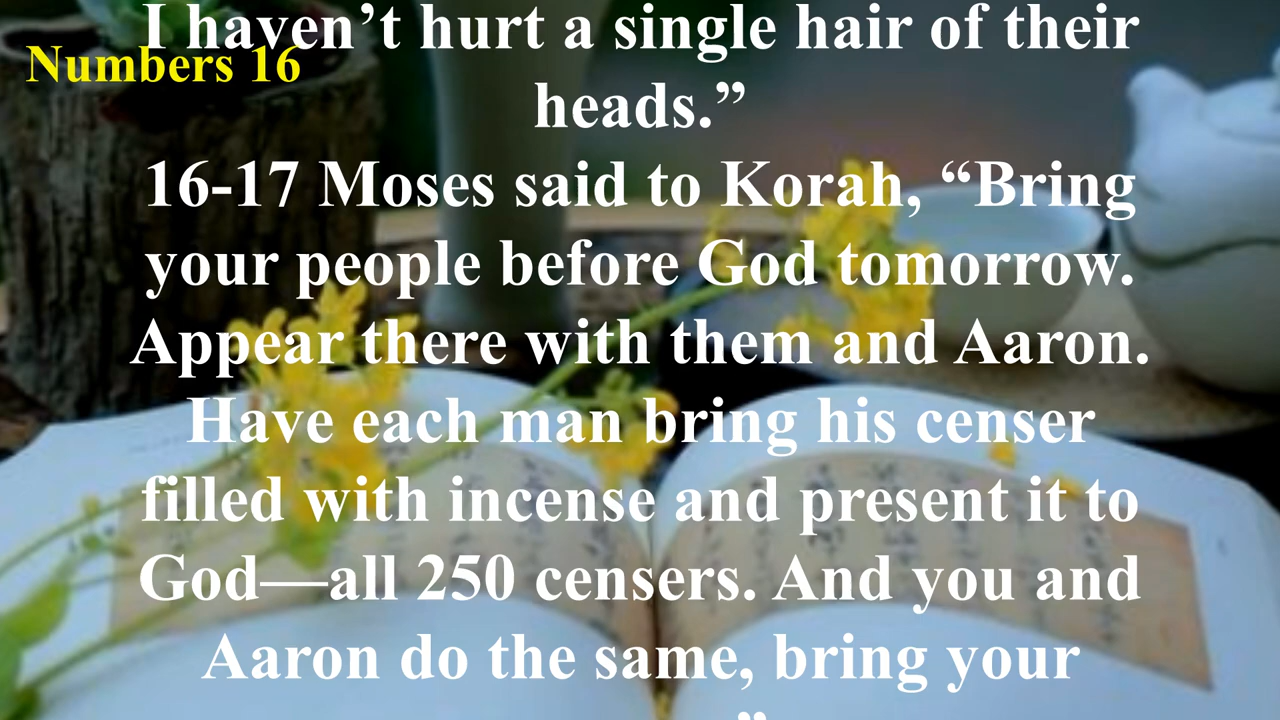 I haven’t hurt a single hair of their
Numbers 16
heads.”
16-17 Moses said to Korah, “Bring
your people before God tomorrow.
Appear there with them and Aaron.
Have each man bring his censer
filled with incense and present it to
God—all 250 censers. And you and
Aaron do the same, bring your